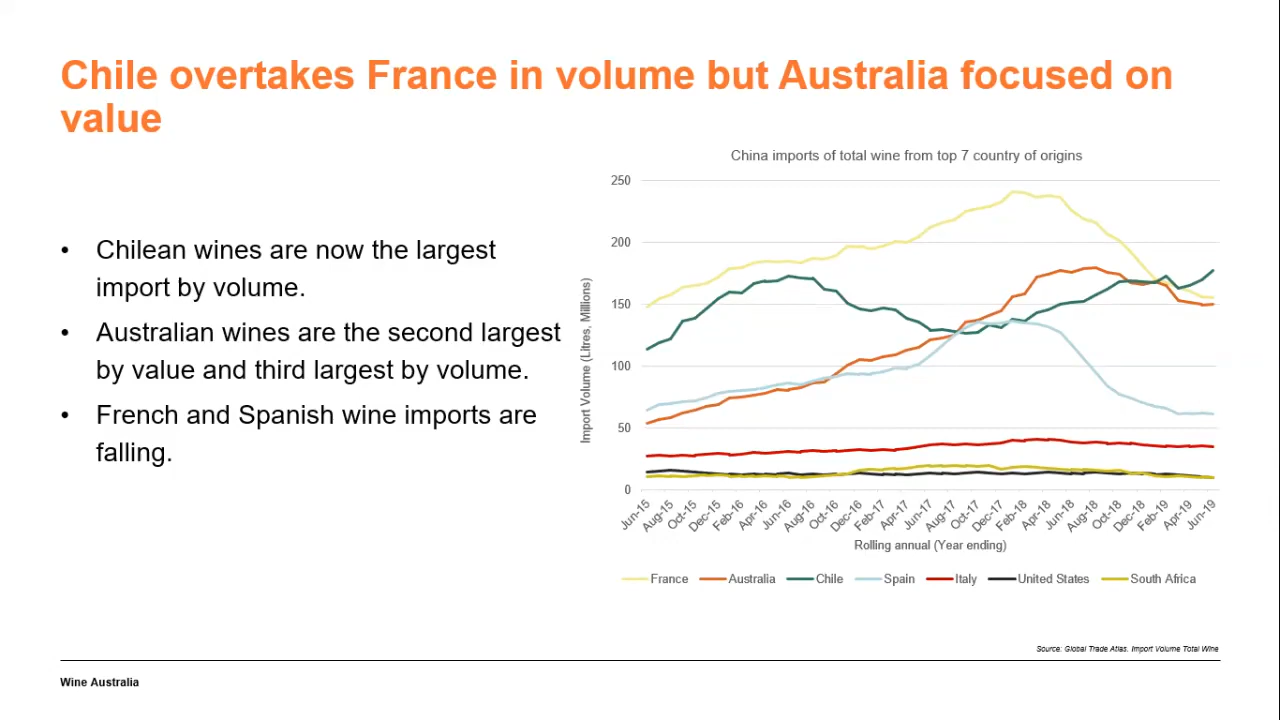 Chile overtakes France in volume but Australia focused on
value
• Chilean wines are now the largest
import by volume.
• Australian wines are the second largest
by value and third largest by volume.
• French and Spanish wine imports are
falling.
China imports of total wine from top 7 country of origins
Import Volume (Litres, Millions)
250
200
150
100
50
0
Jun-15 Aug-15 Oct-15 Dec-15 Feb-16 Apr-16 Jun-16 Aug-16 Oct-16 Dec-16 Feb-17 Apr-17 Jun-17 Aug-17 Oct-17 Dec-17 Feb-18 Apr-18 Jun-18 Aug-18 Oct-18 Dec-18 Feb-19 Apr-19 Jun-19
Rolling annual (Year ending)
France Australia Chile Spain Italy United States South Africa
Source: Global Trade Atlas. Import Volume Total Wine
Wine Australia